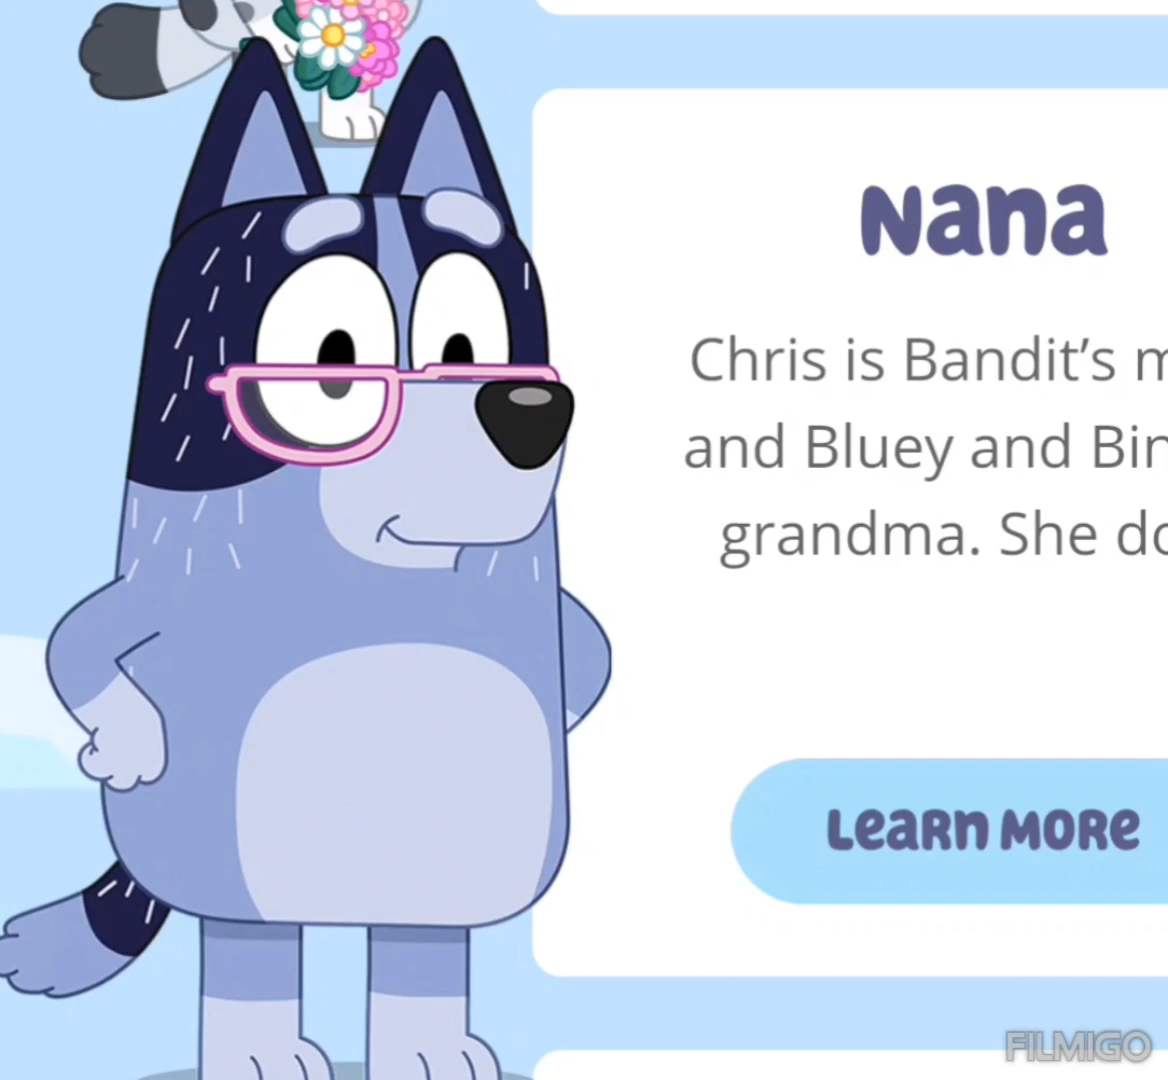 Nana
Chris is Bandit’s
and Bluey and
grandma. She
Learn More
FILMIGO